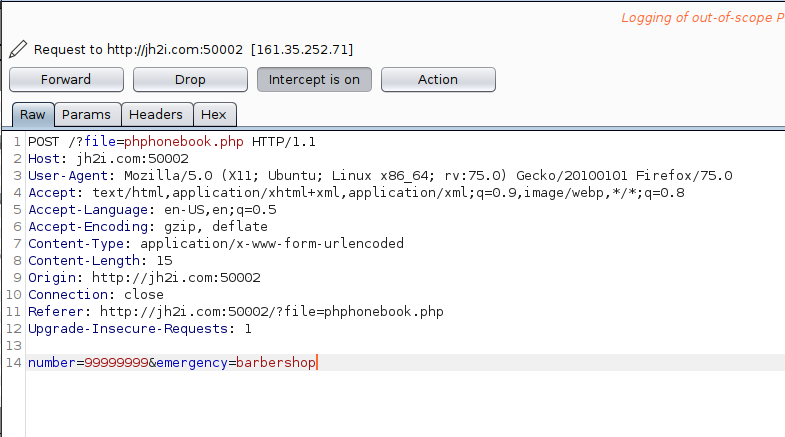 Logging of out-of-scope P
Request to http://jh2i.com:50002 [161.35.252.71]
Forward Drop Intercept is on Action
Raw Params Headers Hex
1 POST /?file=phphonebook.php HTTP/1.1
2 Host: jh2i.com:50002
3 User-Agent: Mozilla/5.0 (X11; Ubuntu; Linux x86_64; rv:75.0) Gecko/20100101 Firefox/75.0
4 Accept: text/html,application/xhtml+xml,application/xml;q=0.9,image/webp,*/*;q=0.8
5 Accept-Language: en-US,en;q=0.5
6 Accept-Encoding: gzip, deflate
7 Content-Type: application/x-www-form-urlencoded
8 Content-Length: 15
9 Origin: http://jh2i.com:50002
10 Connection: close
11 Referer: http://jh2i.com:50002/?file=phphonebook.php
12 Upgrade-Insecure-Requests: 1
13
14 number=99999999&emergency=barbershop